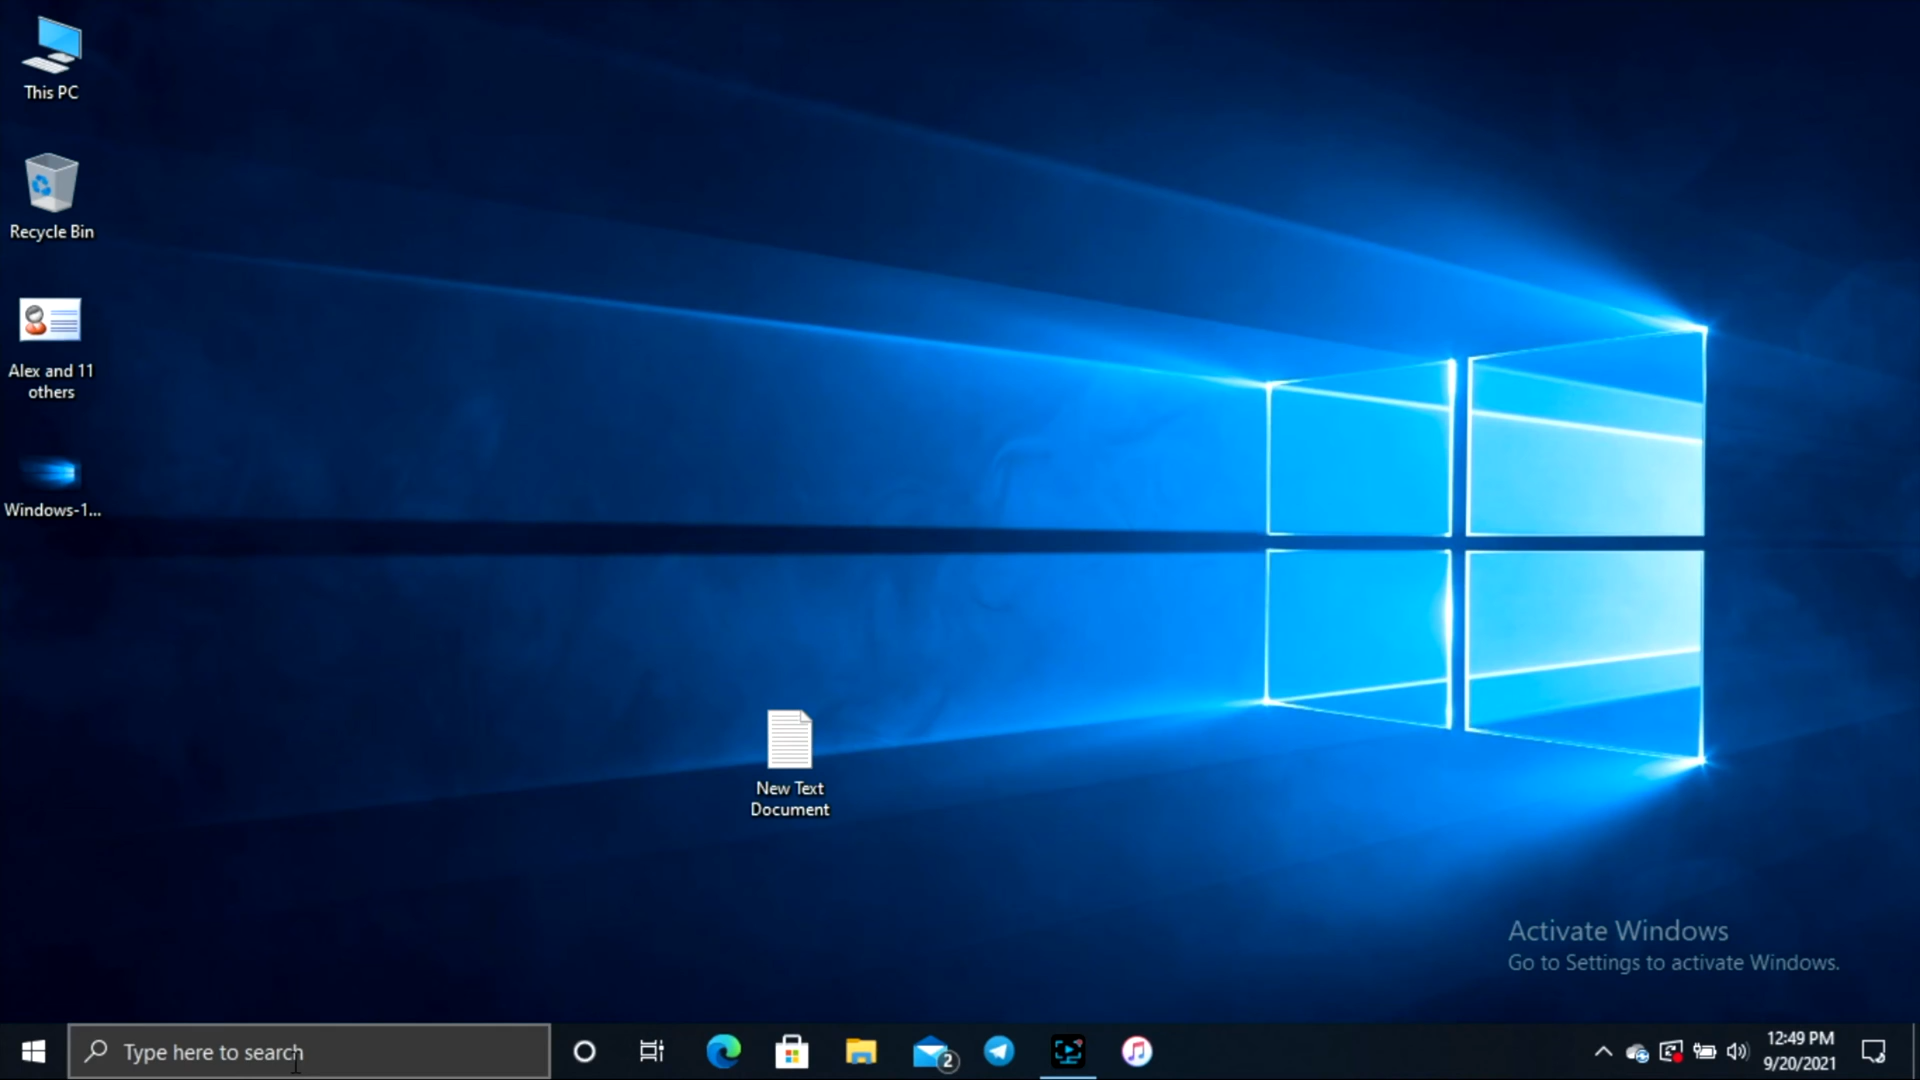 This PC
Recycle Bin
Alex and 11
others
Windows-1...
New Text
Document
Activate Windows
Go to Settings to activate Windows.
Type here to search
2
12:49 PM
9/20/2021